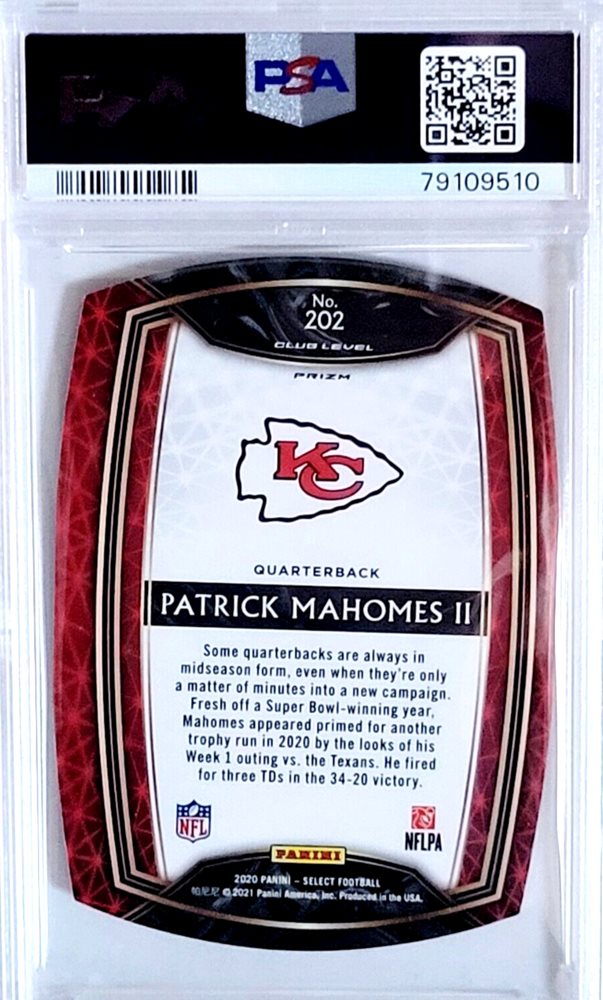 PSA
79109510
No.
202
CLUB LEVEL
PRIZM
KC
QUARTERBACK
PATRICK MAHOMES II
Some quarterbacks are always in
midseason form, even when they're only
a matter of minutes into a new campaign.
Fresh off a Super Bowl-winning year,
Mahomes appeared primed for another
trophy run in 2020 by the looks of his
Week 1 outing vs. the Texans. He fired
for three TDs in the 34-20 victory.
NFL
NFLPA
PANINI
2020 PANINI – SELECT FOOTBALL
帕尼尼 © 2021 Panini America, Inc. Produced in the USA.